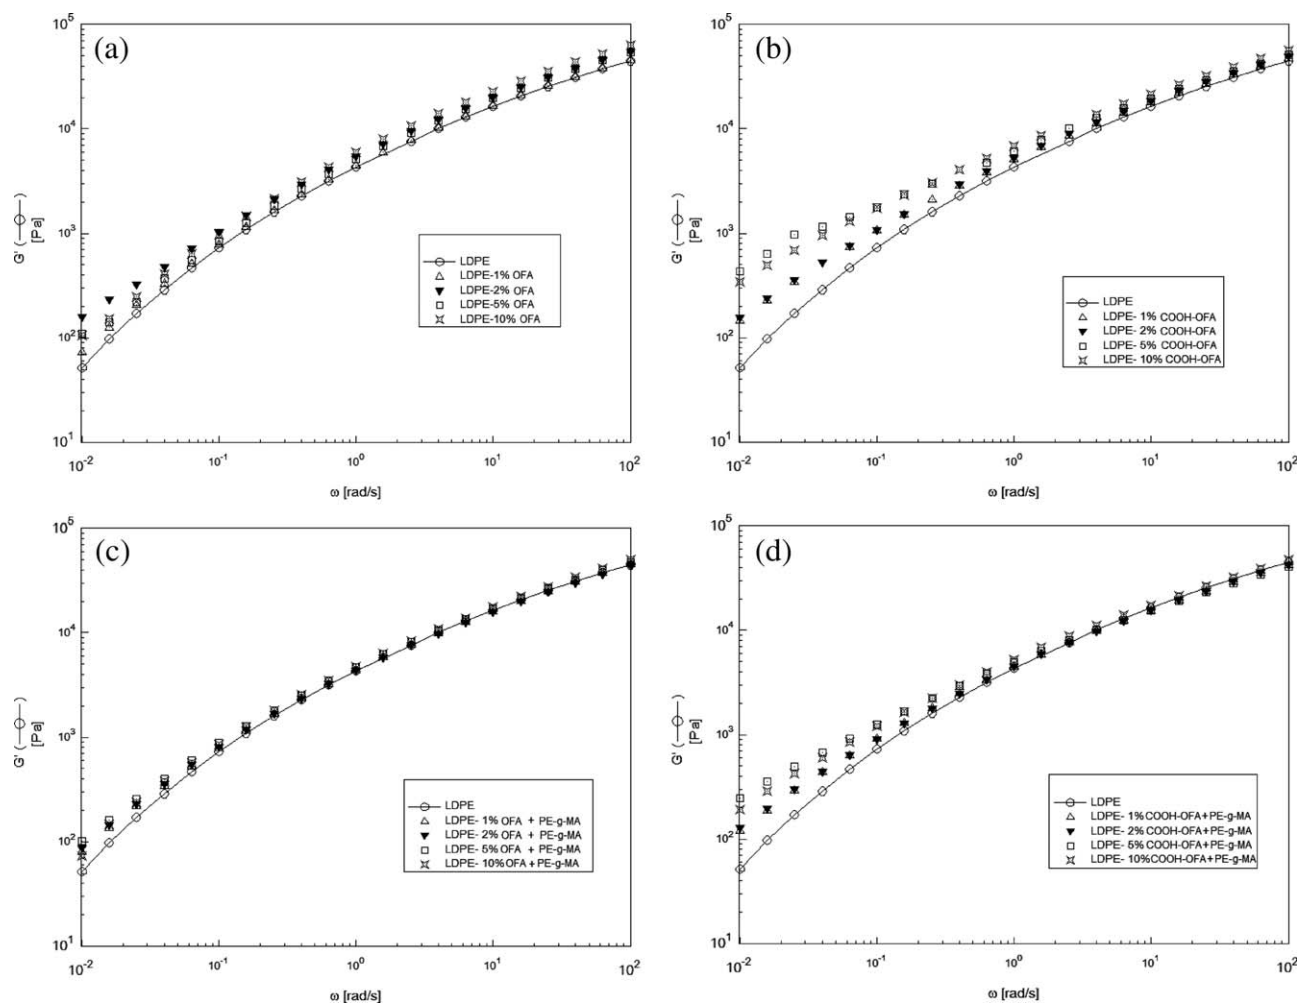 (a)
10^5
10^4
10^3
10^2
10^1
G' (—○—)
[Pa]
LDPE
LDPE-1% OFA
LDPE-2% OFA
LDPE-5% OFA
LDPE-10% OFA
10^-2 10^-1 10^0 10^1 10^2
ω [rad/s]
(b)
10^5
10^4
10^3
10^2
10^1
G' (—○—)
[Pa]
LDPE
LDPE- 1% COOH-OFA
LDPE- 2% COOH-OFA
LDPE- 5% COOH-OFA
LDPE- 10% COOH-OFA
10^-2 10^-1 10^0 10^1 10^2
ω [rad/s]
(c)
10^5
10^4
10^3
10^2
10^1
G' (—○—)
[Pa]
LDPE
LDPE- 1% OFA + PE-g-MA
LDPE- 2% OFA + PE-g-MA
LDPE- 5% OFA + PE-g-MA
LDPE- 10% OFA + PE-g-MA
10^-2 10^-1 10^0 10^1 10^2
ω [rad/s]
(d)
10^5
10^4
10^3
10^2
10^1
G' (—○—)
[Pa]
LDPE
LDPE- 1% COOH-OFA+PE-g-MA
LDPE- 2% COOH-OFA+PE-g-MA
LDPE- 5% COOH-OFA+PE-g-MA
LDPE- 10% COOH-OFA+PE-g-MA
10^-2 10^-1 10^0 10^1 10^2
ω [rad/s]